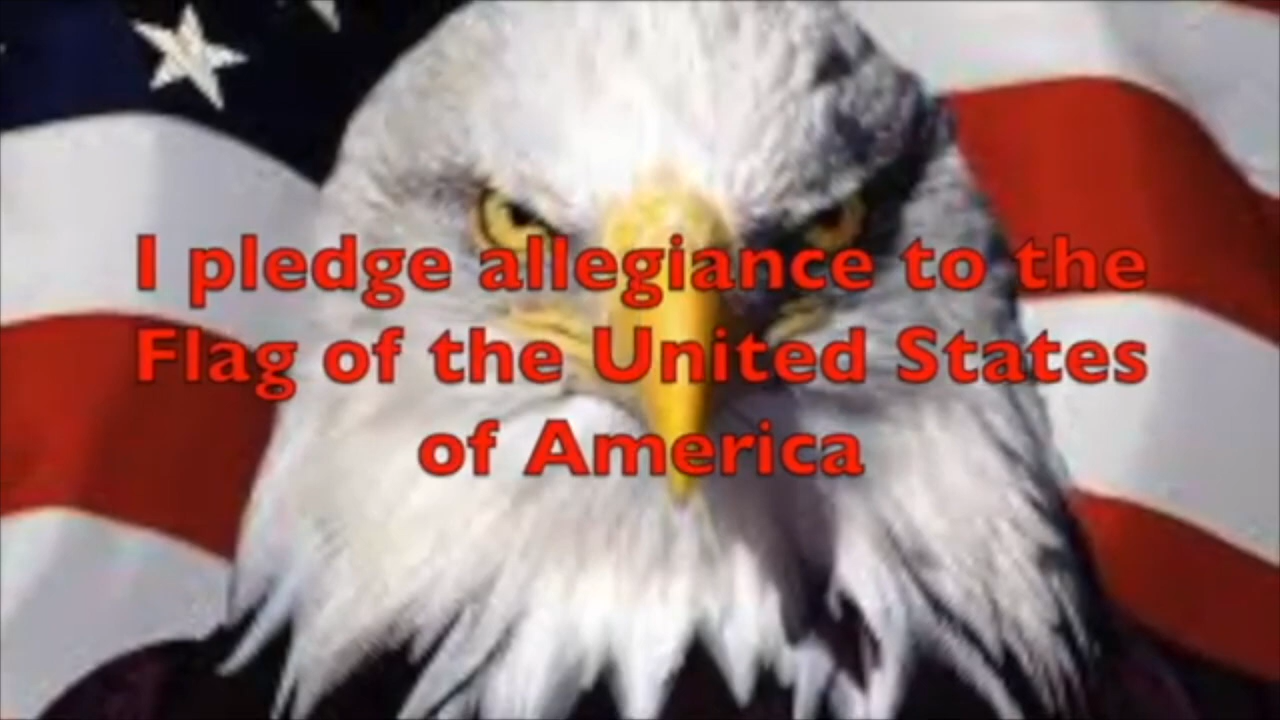 I pledge allegiance to the
Flag of the United States
of America